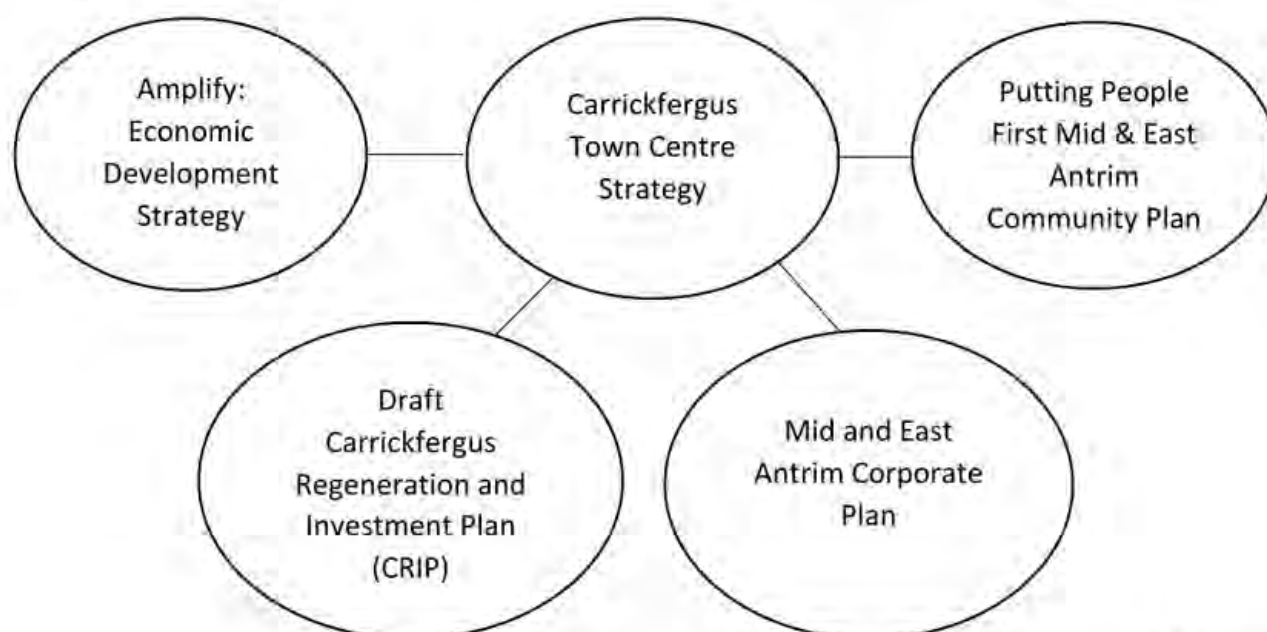 Amplify:
Economic
Development
Strategy
Carrickfergus
Town Centre
Strategy
Putting People
First Mid & East
Antrim
Community Plan
Draft
Carrickfergus
Regeneration and
Investment Plan
(CRIP)
Mid and East
Antrim Corporate
Plan